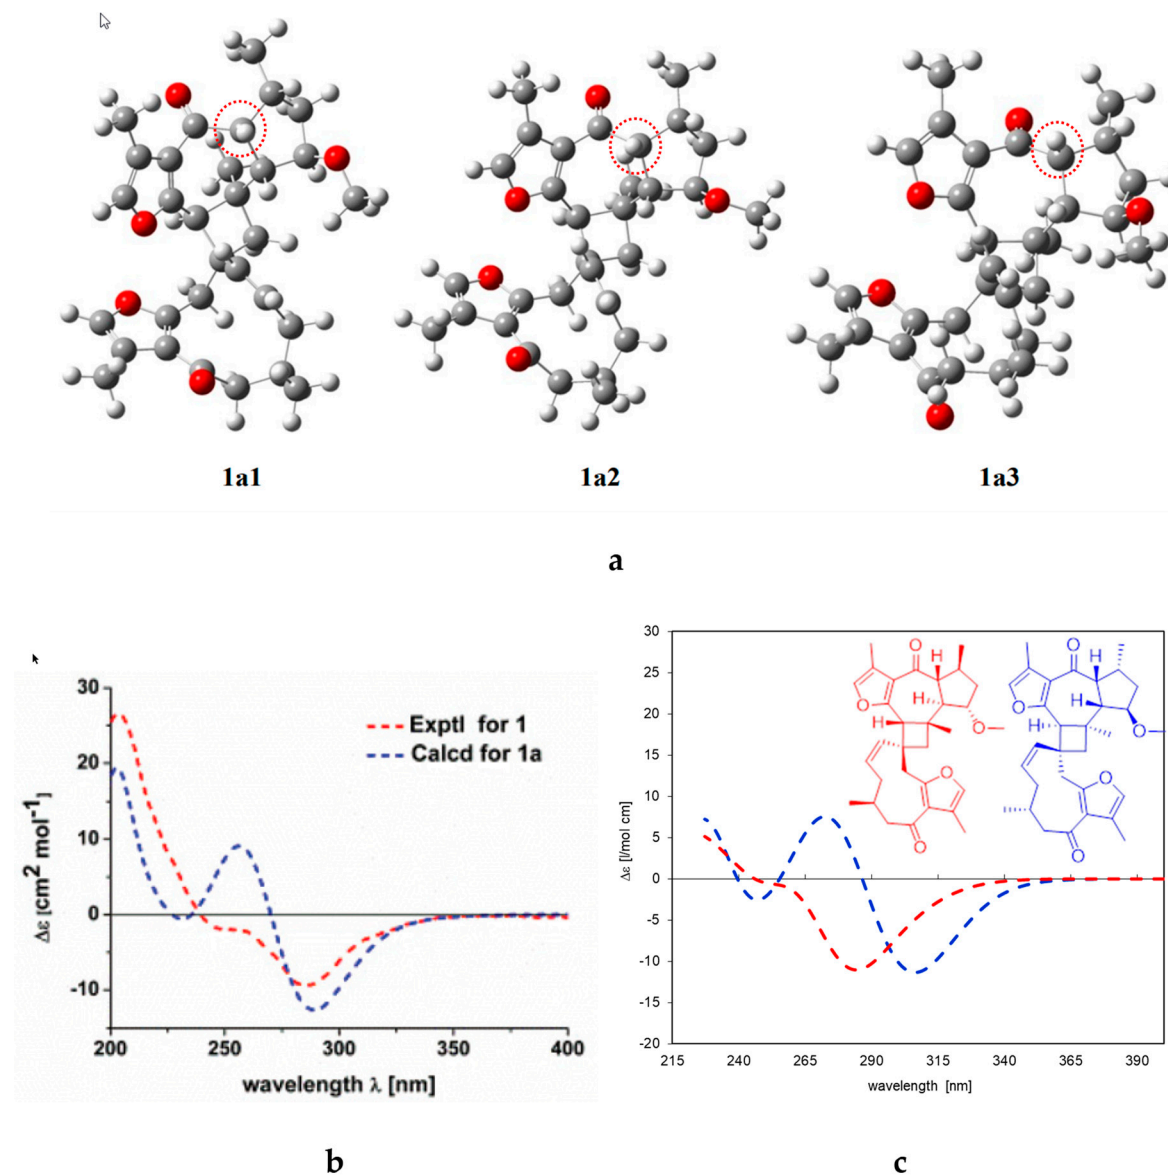 1a1
1a2
1a3
a
30
20
10
0
-10
200
250
300
350
400
Δε [cm² mol⁻¹]
wavelength λ [nm]
Exptl for 1
Calcd for 1a
b
30
25
20
15
10
5
0
-5
-10
-15
-20
215
240
265
290
315
340
365
390
Δε [l/mol cm]
wavelength [nm]
O
H
H
H
O
O
O
O
O
H
H
H
O
O
O
O
c